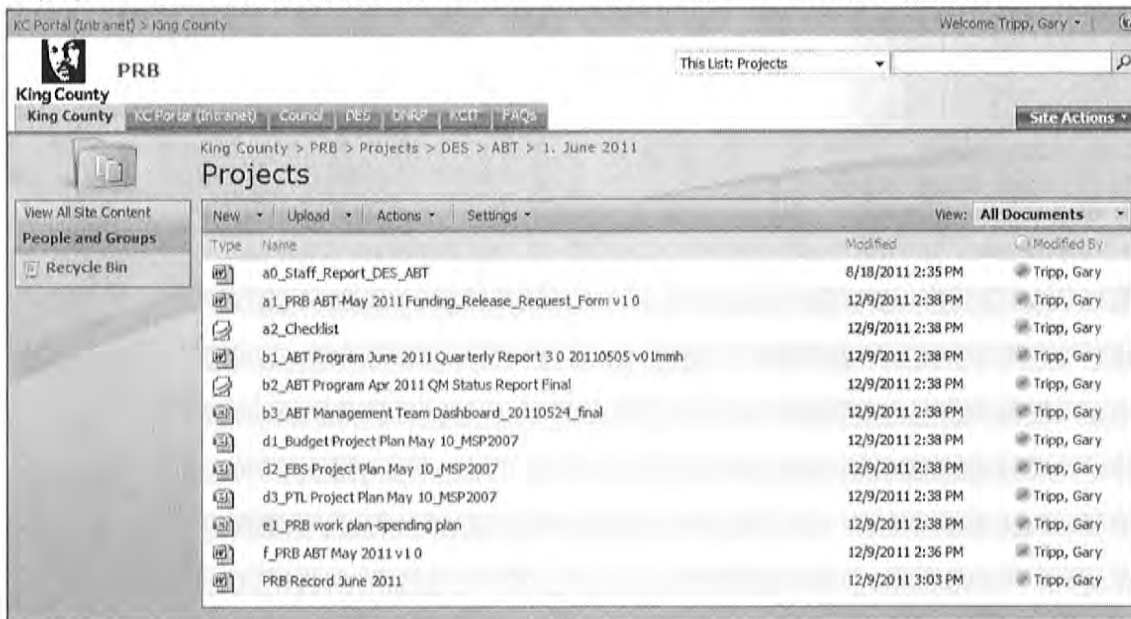 KC Portal (Intranet) > King County
Welcome Tripp, Gary
PRB
This List: Projects
King County
King County KC Portal (Intranet) Council DES DNRP KCIT FAQs
Site Actions
King County > PRB > Projects > DES > ABT > 1. June 2011
Projects
View All Site Content
People and Groups
Recycle Bin
New Upload Actions Settings View: All Documents
Type Name Modified Modified By
a0_Staff_Report_DES_ABT 8/18/2011 2:35 PM Tripp, Gary
a1_PRB ABT-May 2011 Funding_Release_Request_Form v1 0 12/9/2011 2:38 PM Tripp, Gary
a2_Checklist 12/9/2011 2:38 PM Tripp, Gary
b1_ABT Program June 2011 Quarterly Report 3 0 20110505 v01mmh 12/9/2011 2:38 PM Tripp, Gary
b2_ABT Program Apr 2011 QM Status Report Final 12/9/2011 2:38 PM Tripp, Gary
b3_ABT Management Team Dashboard_20110524_final 12/9/2011 2:38 PM Tripp, Gary
d1_Budget Project Plan May 10_MSP2007 12/9/2011 2:38 PM Tripp, Gary
d2_EBS Project Plan May 10_MSP2007 12/9/2011 2:38 PM Tripp, Gary
d3_PTL Project Plan May 10_MSP2007 12/9/2011 2:38 PM Tripp, Gary
e1_PRB work plan-spending plan 12/9/2011 2:38 PM Tripp, Gary
f_PRB ABT May 2011 v1 0 12/9/2011 2:36 PM Tripp, Gary
PRB Record June 2011 12/9/2011 3:03 PM Tripp, Gary